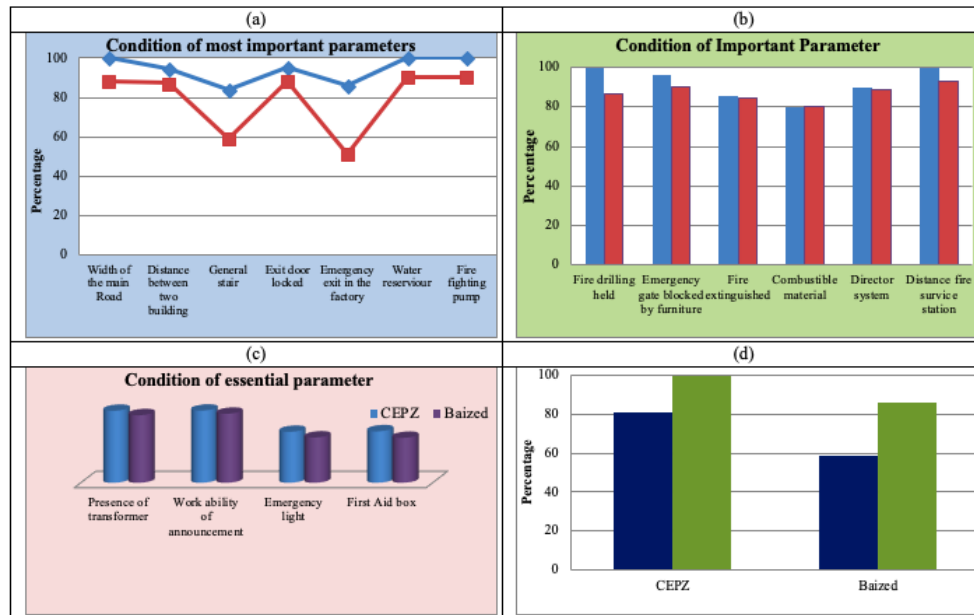 (a)
Condition of most important parameters
100
80
60
40
20
0
Percentage
Width of
the main
Road
Distance
between
two
building
General
stair
Exit door
locked
Emergency
exit in the
factory
Water
reserviour
Fire
fighting
pump
(b)
Condition of Important Parameter
100
80
60
40
20
0
Percentage
Fire drilling
held
Emergency
gate blocked
by furniture
Fire
extinguished
Combustible
material
Director
system
Distance fire
survice
station
(c)
Condition of essential parameter
CEPZ
Baized
Presence of
transformer
Work ability
of
announcement
Emergency
light
First Aid box
(d)
100
80
60
40
20
0
Percentage
CEPZ
Baized